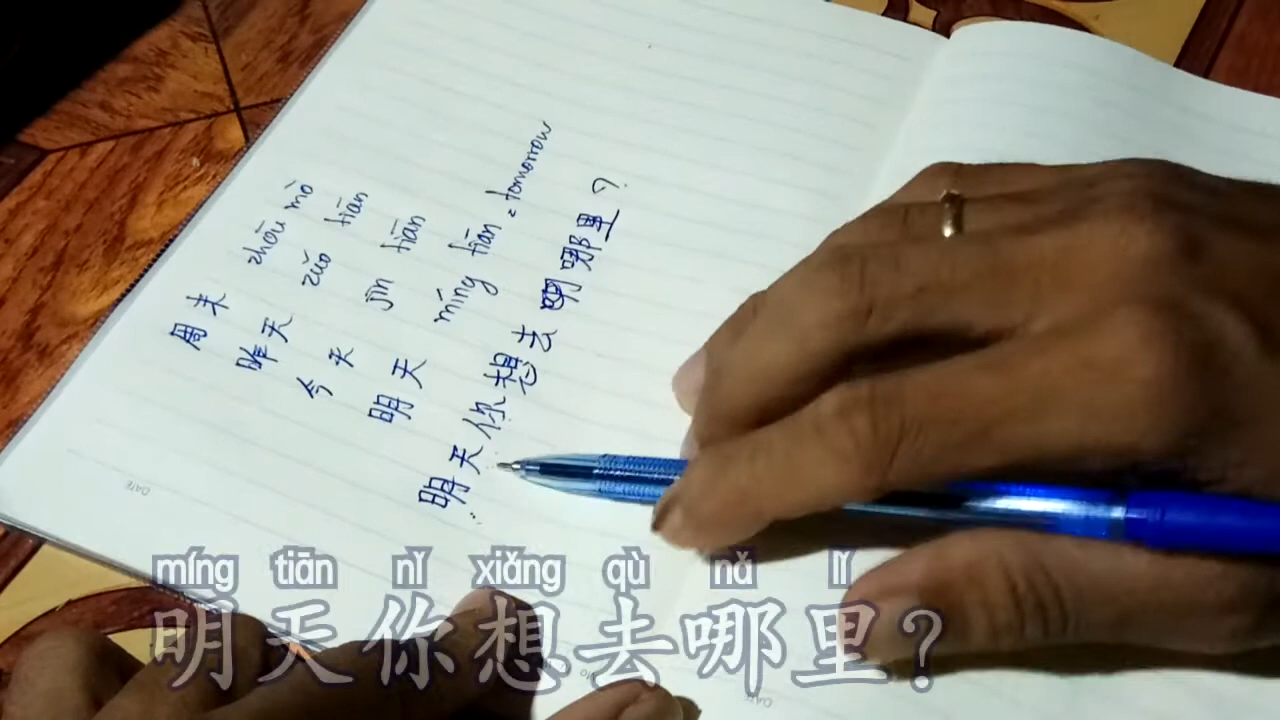 周末 zhōu mò
昨天 zuó tiān
今天 jīn tiān
明天 míng tiān = tomorrow
明天你想去哪里?
DATE
DATE
míng tiān nǐ xiǎng qù nǎ lǐ
明天你想去哪里?